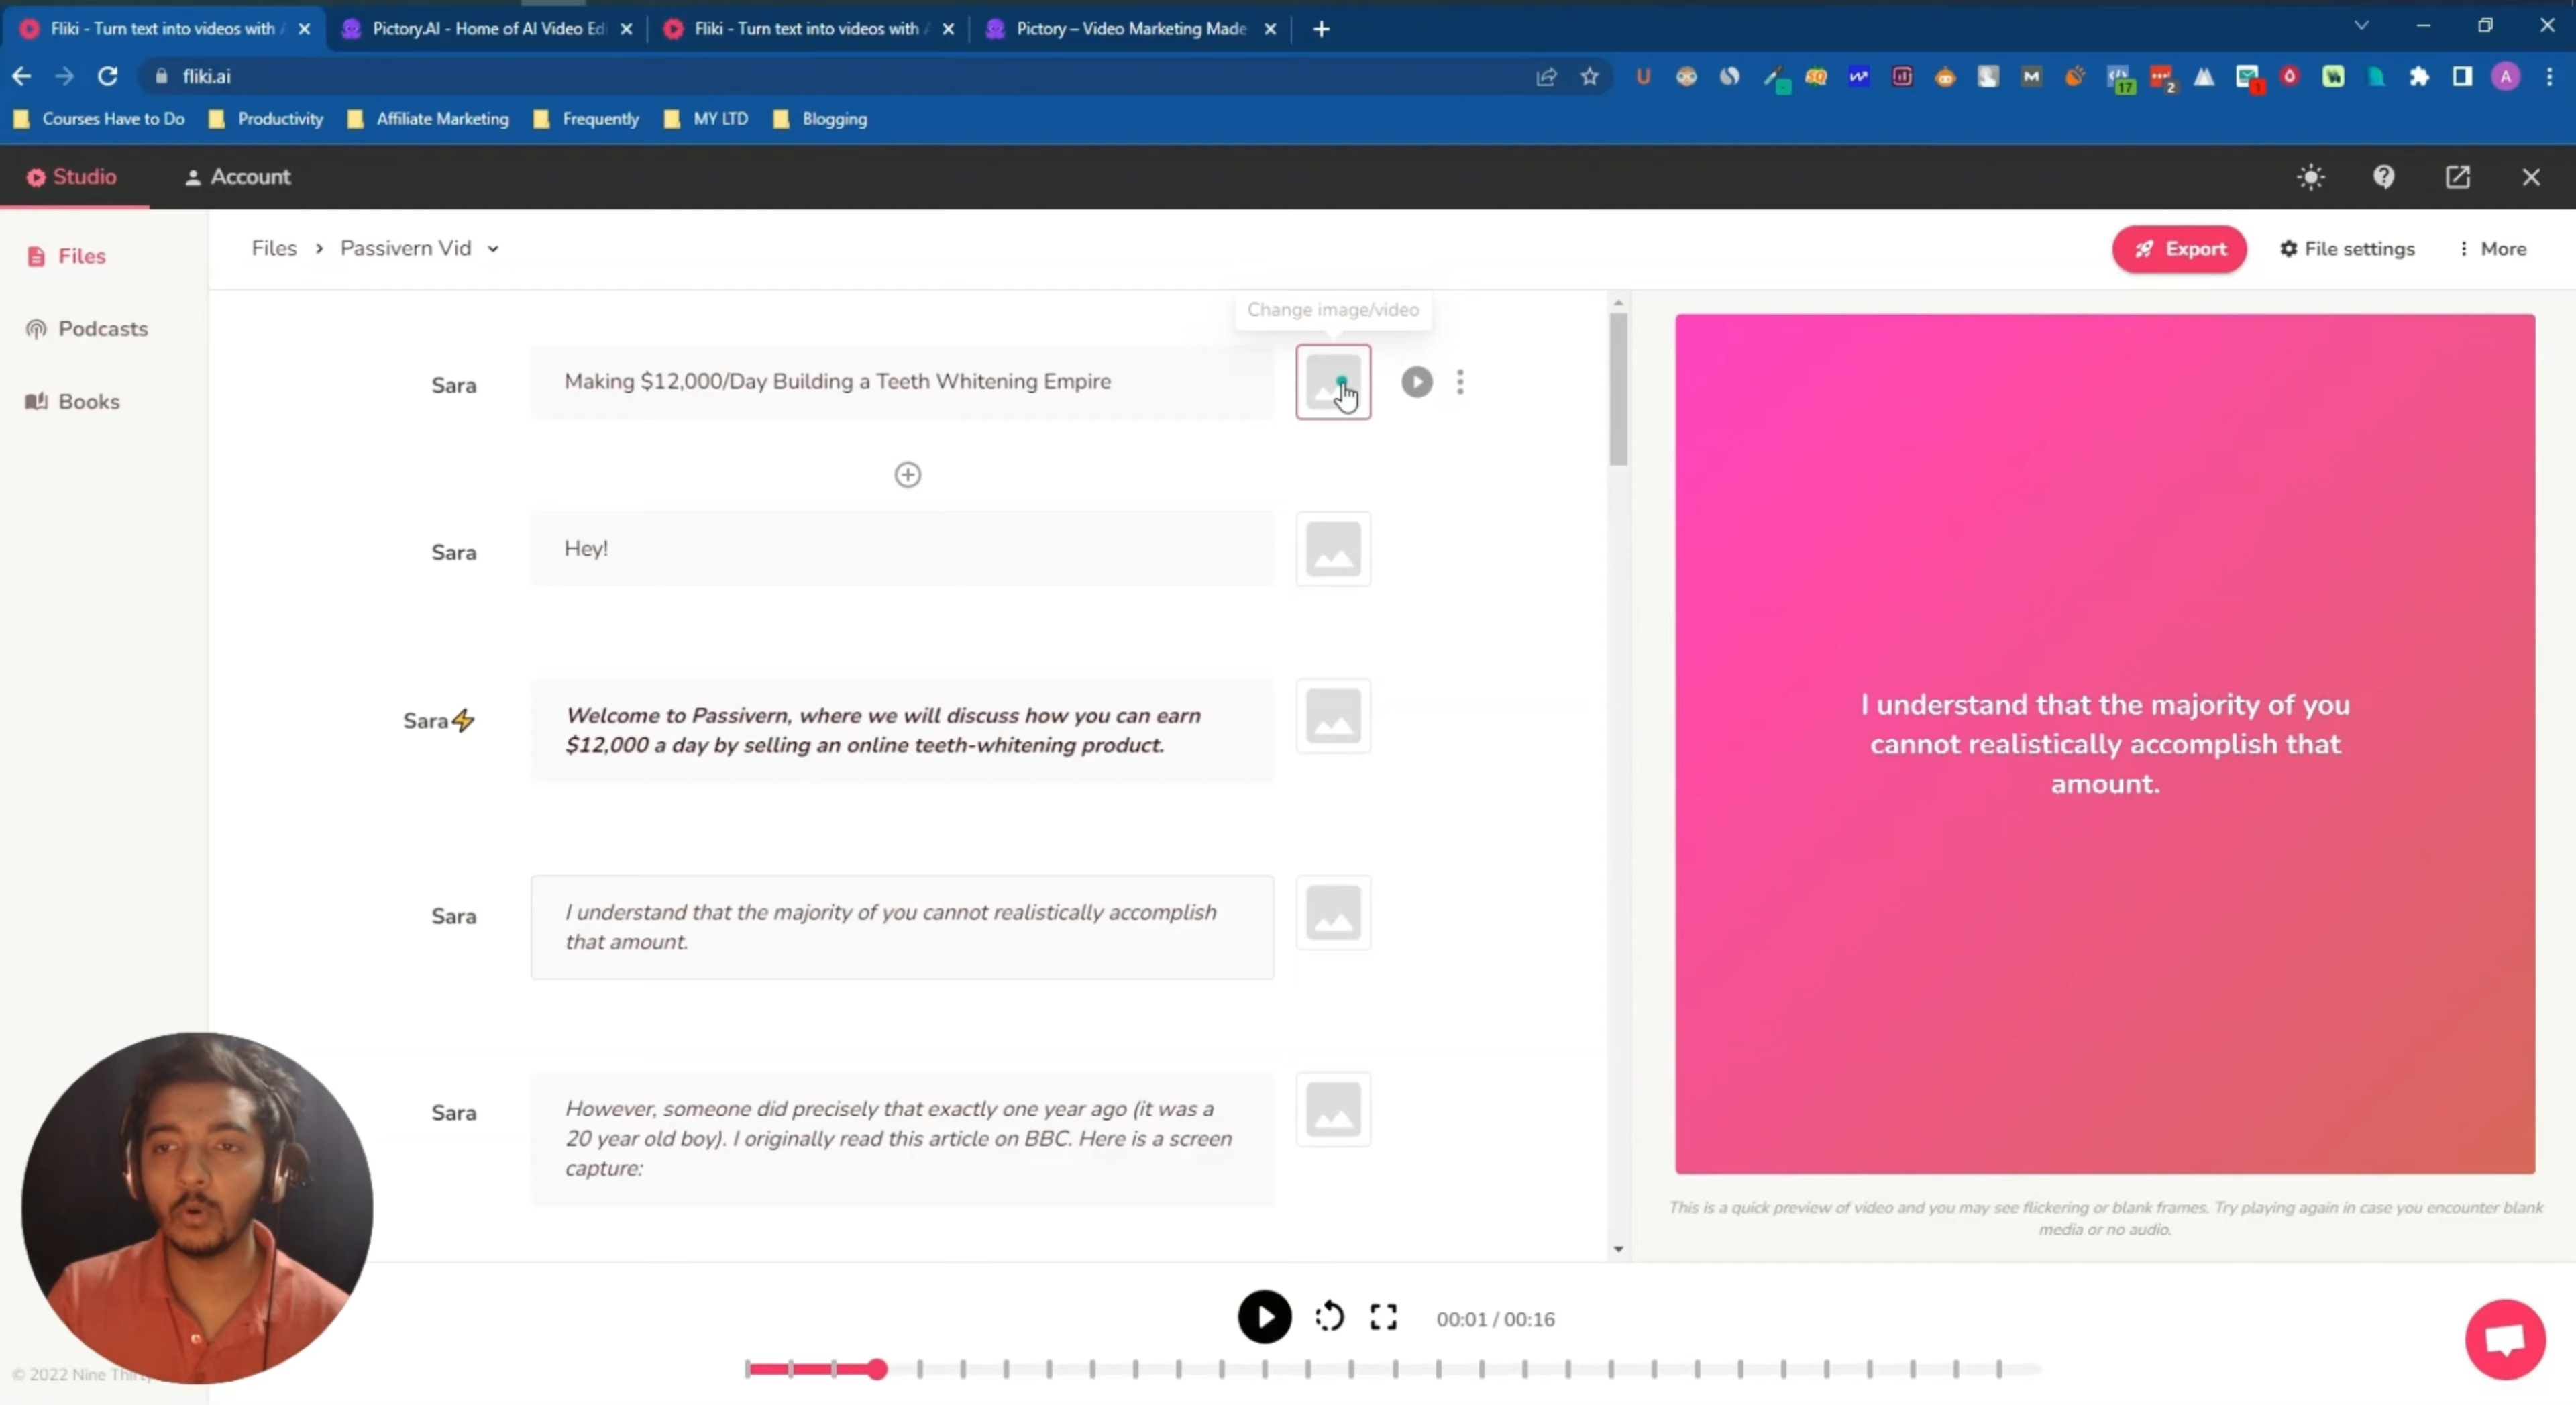 Fliki - Turn text into videos with A
Pictory.AI - Home of AI Video Edi
Fliki - Turn text into videos with A
Pictory – Video Marketing Made
fliki.ai
17
2
1
A
Courses Have to Do
Productivity
Affiliate Marketing
Frequently
MY LTD
Blogging
Studio
Account
Files
Podcasts
Books
Files > Passivern Vid
Export
File settings
More
Change image/video
Sara
Making $12,000/Day Building a Teeth Whitening Empire
Sara
Hey!
Sara⚡
Welcome to Passivern, where we will discuss how you can earn
$12,000 a day by selling an online teeth-whitening product.
Sara
I understand that the majority of you cannot realistically accomplish
that amount.
Sara
However, someone did precisely that exactly one year ago (it was a
20 year old boy). I originally read this article on BBC. Here is a screen
capture:
I understand that the majority of you
cannot realistically accomplish that
amount.
This is a quick preview of video and you may see flickering or blank frames. Try playing again in case you encounter blank
media or no audio.
00:01 / 00:16
© 2022 Nine Thirty